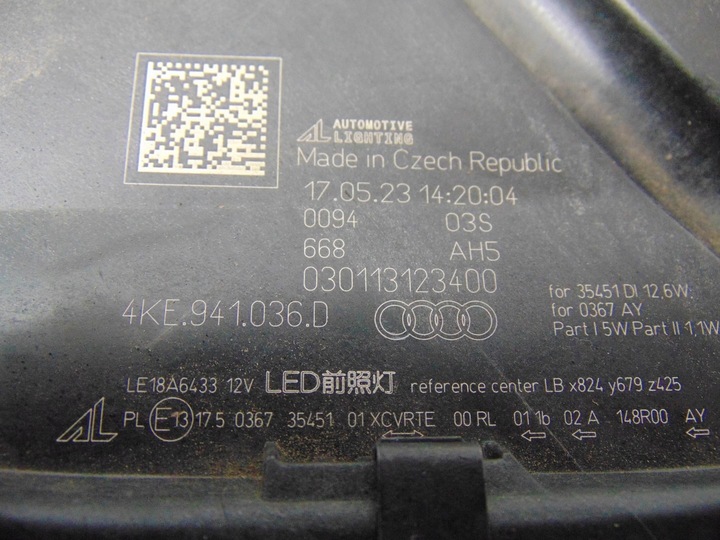 AL AUTOMOTIVE LIGHTING
Made in Czech Republic
17.05.23 14:20:04
0094 03S
668 AH5
030113123400
4KE.941.036.D
for 35451 DI 12,6W
for 0367 AY
Part I 5W Part II 1,1W
LE18A6433 12V LED前照灯 reference center LB x824 y679 z425
AL PL E13 175 0367 35451 01 XCVRTE 00 RL 01 1b 02 A 148R00 AY